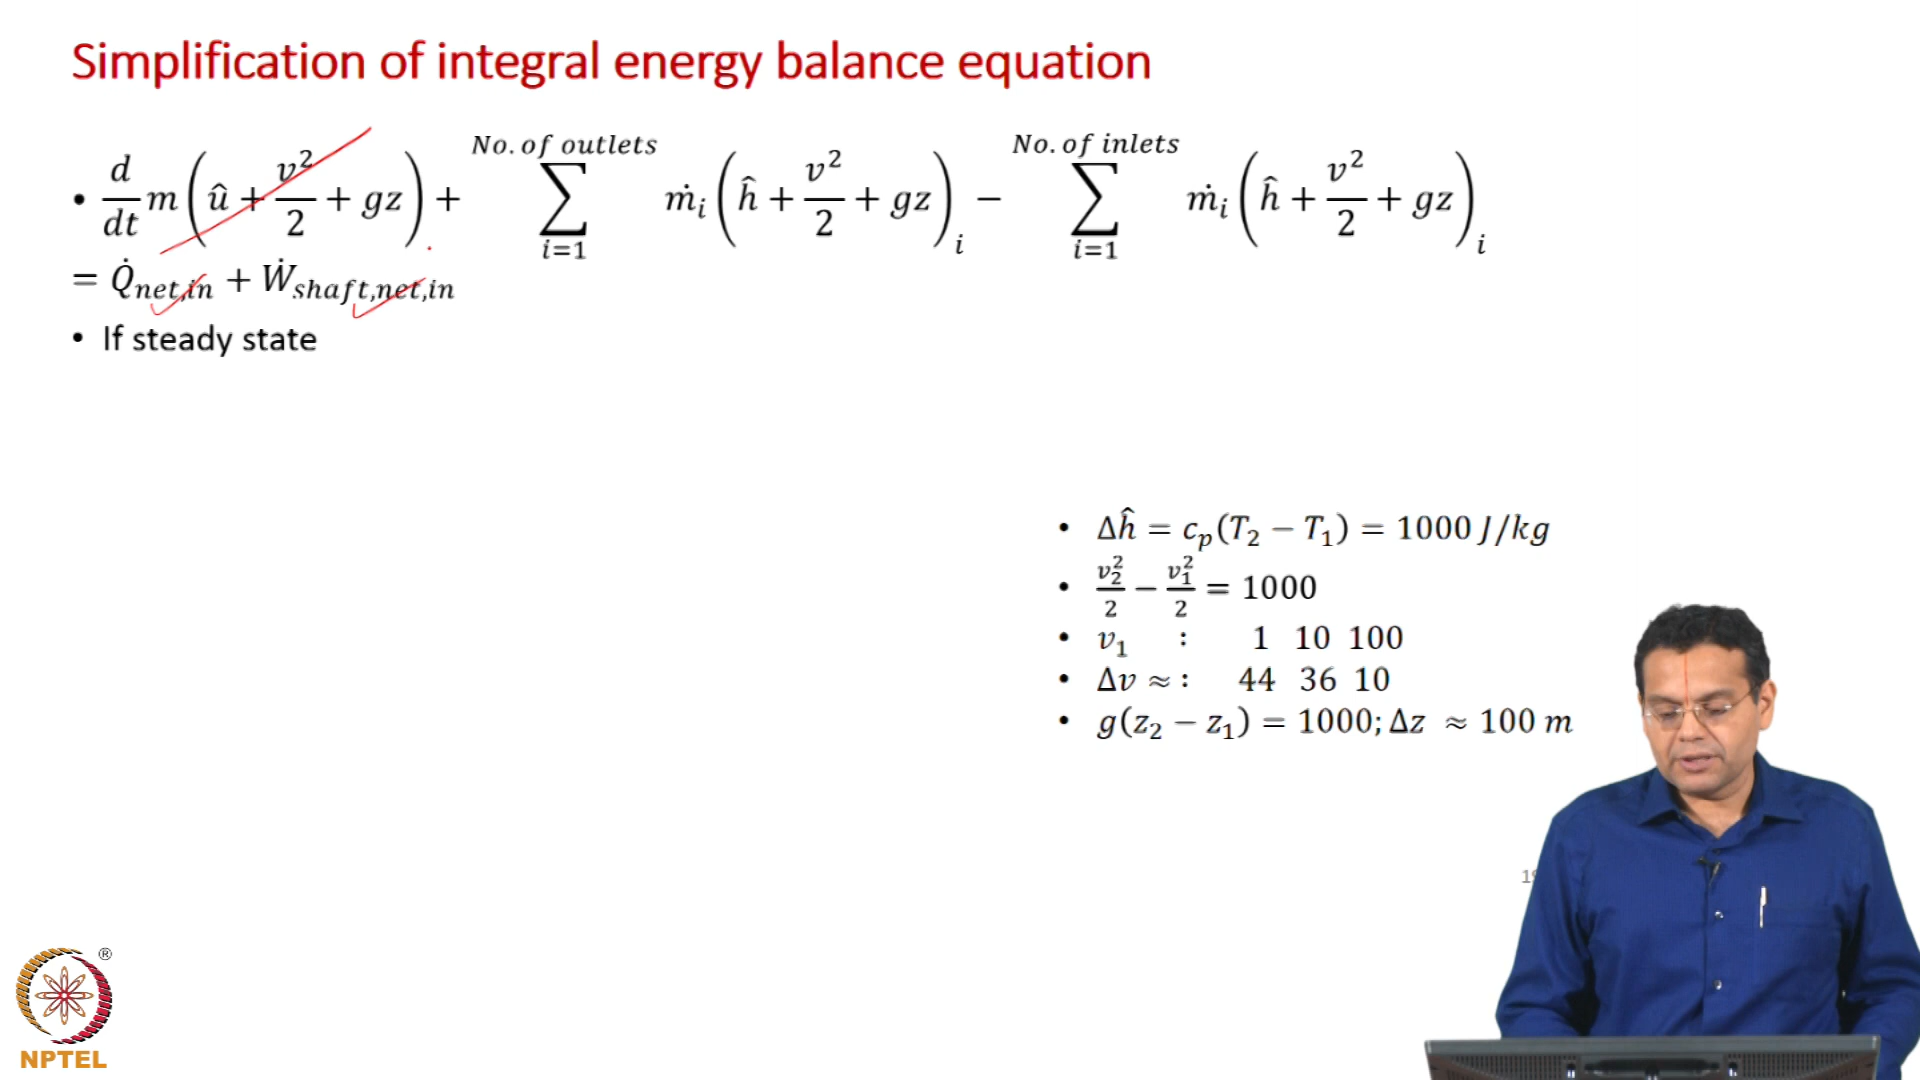 Simplification of integral energy balance equation
• d/dt m(û + v²/2 + gz) + ∑_{i=1}^{No. of outlets} ṁᵢ(ĥ + v²/2 + gz)ᵢ − ∑_{i=1}^{No. of inlets} ṁᵢ(ĥ + v²/2 + gz)ᵢ
= Q̇_{net,in} + Ẇ_{shaft,net,in}
• If steady state
• Δĥ = c_p(T₂ − T₁) = 1000 J/kg
• v₂²/2 − v₁²/2 = 1000
• v₁ : 1 10 100
• Δv ≈ : 44 36 10
• g(z₂ − z₁) = 1000; Δz ≈ 100 m
®
NPTEL